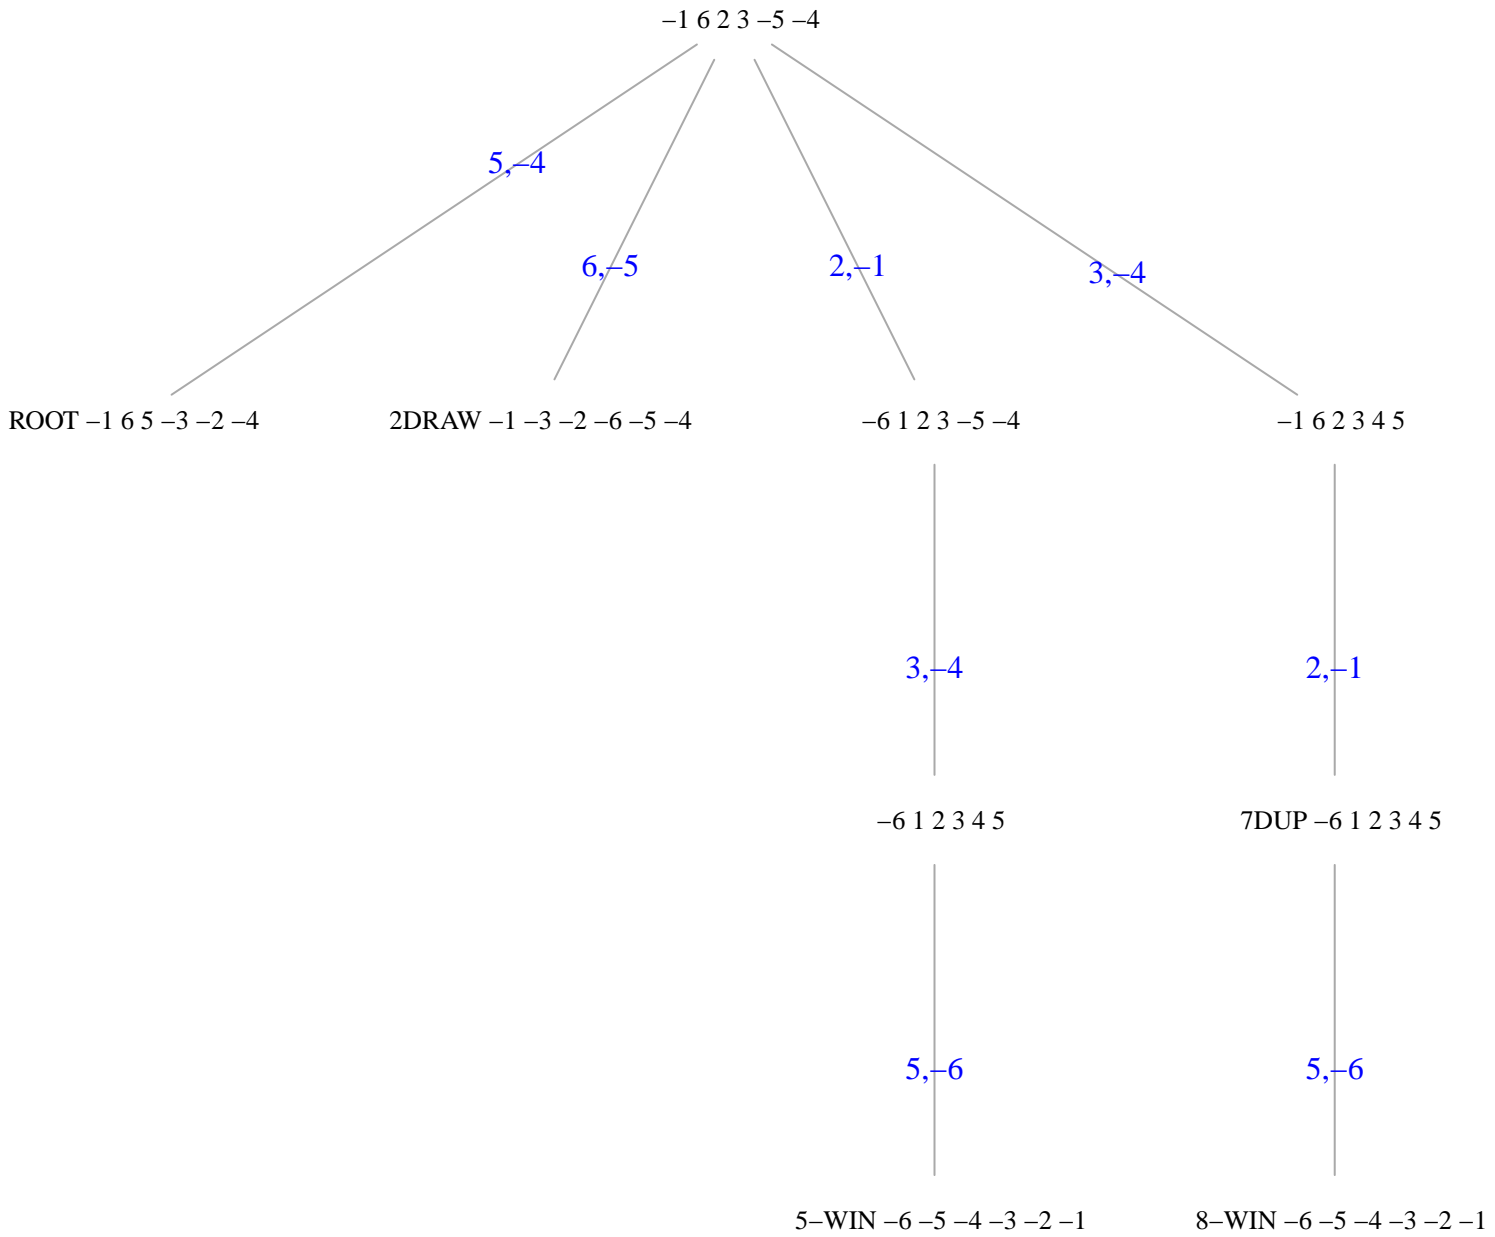 –1 6 2 3 –5 –4
5,–4
6,–5
2,–1
3,–4
ROOT –1 6 5 –3 –2 –4
2DRAW –1 –3 –2 –6 –5 –4
–6 1 2 3 –5 –4
–1 6 2 3 4 5
3,–4
2,–1
–6 1 2 3 4 5
7DUP –6 1 2 3 4 5
5,–6
5,–6
5–WIN –6 –5 –4 –3 –2 –1
8–WIN –6 –5 –4 –3 –2 –1